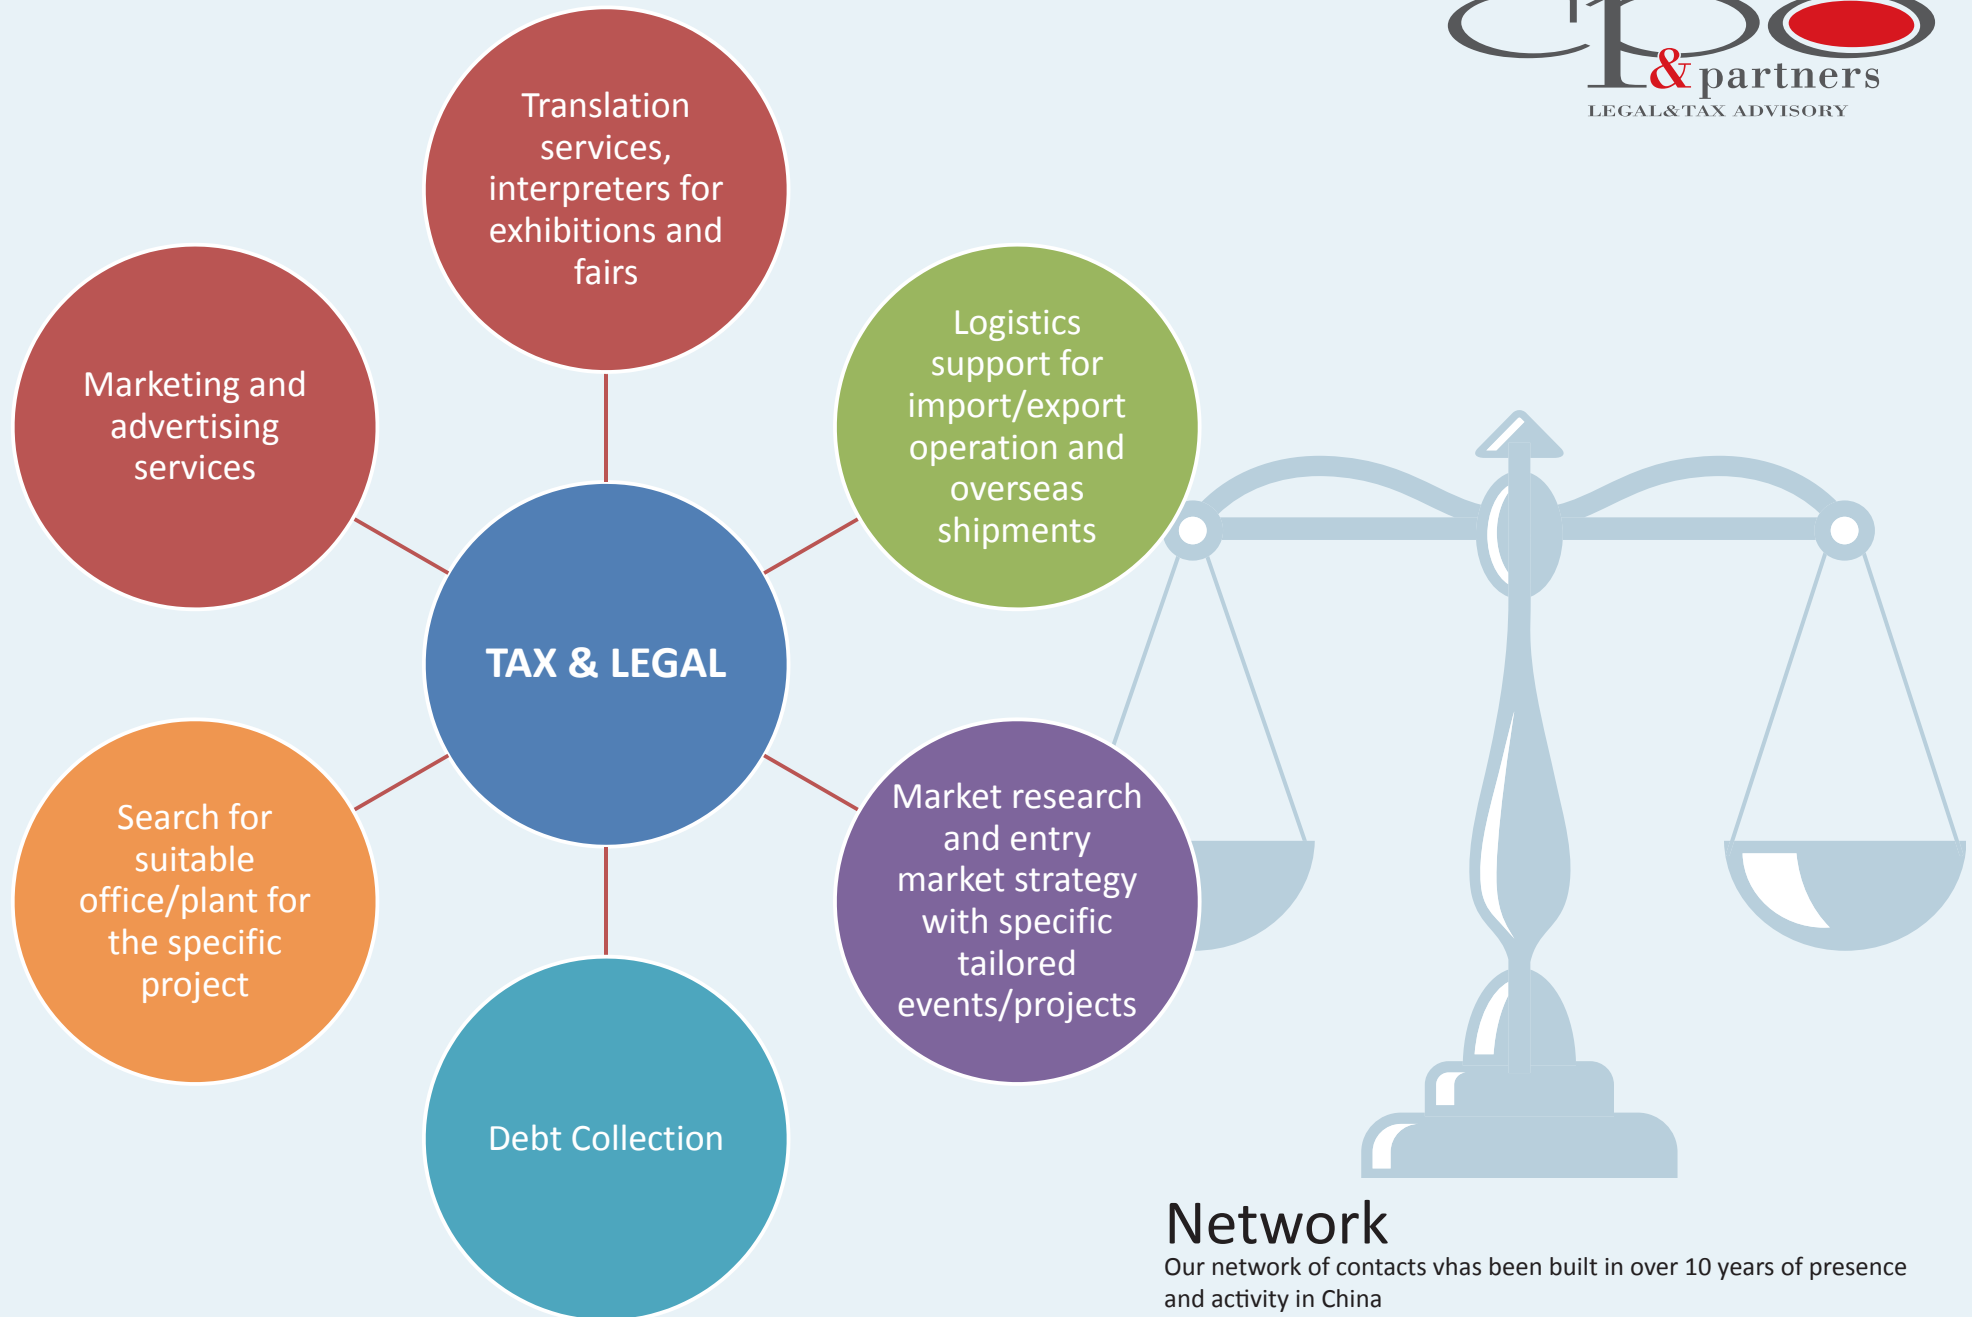 & partners
LEGAL&TAX ADVISORY
Translation
services,
interpreters for
exhibitions and
fairs
Logistics
support for
import/export
operation and
overseas
shipments
Marketing and
advertising
services
TAX & LEGAL
Market research
and entry
market strategy
with specific
tailored
events/projects
Search for
suitable
office/plant for
the specific
project
Debt Collection
Network
Our network of contacts vhas been built in over 10 years of presence
and activity in China